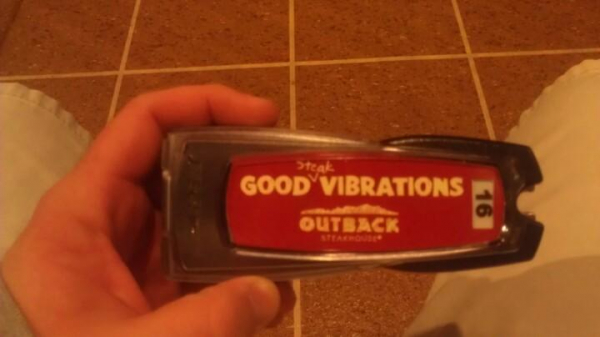 steak
GOOD VIBRATIONS
16
OUTBACK
STEAKHOUSE®